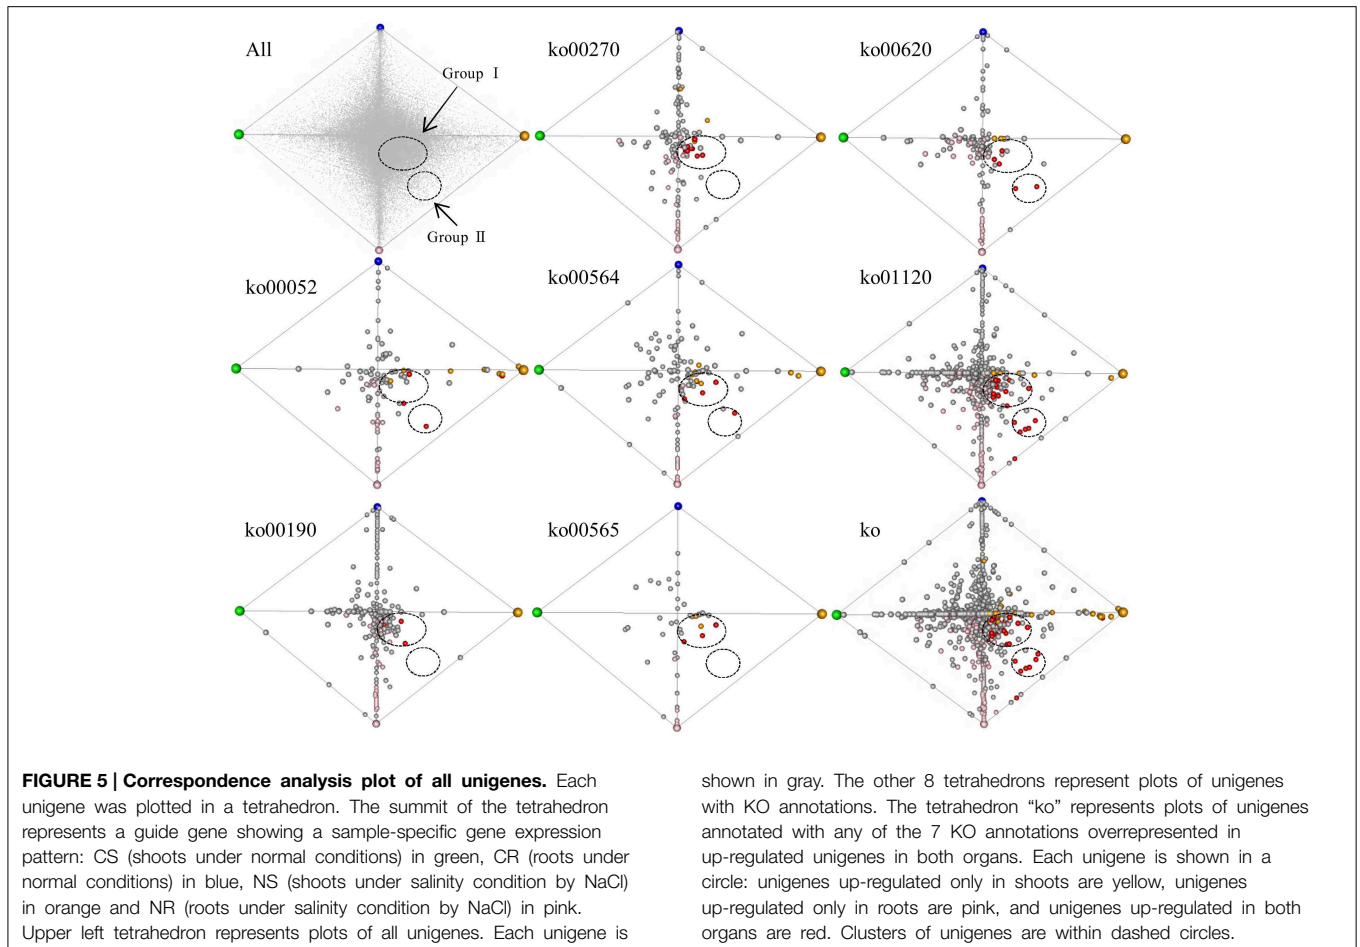 All
Group I
Group II
ko00270
ko00620
ko00052
ko00564
ko01120
ko00190
ko00565
ko
FIGURE 5 | Correspondence analysis plot of all unigenes. Each
unigene was plotted in a tetrahedron. The summit of the tetrahedron
represents a guide gene showing a sample-specific gene expression
pattern: CS (shoots under normal conditions) in green, CR (roots under
normal conditions) in blue, NS (shoots under salinity condition by NaCl)
in orange and NR (roots under salinity condition by NaCl) in pink.
Upper left tetrahedron represents plots of all unigenes. Each unigene is
shown in gray. The other 8 tetrahedrons represent plots of unigenes
with KO annotations. The tetrahedron “ko” represents plots of unigenes
annotated with any of the 7 KO annotations overrepresented in
up-regulated unigenes in both organs. Each unigene is shown in a
circle: unigenes up-regulated only in shoots are yellow, unigenes
up-regulated only in roots are pink, and unigenes up-regulated in both
organs are red. Clusters of unigenes are within dashed circles.